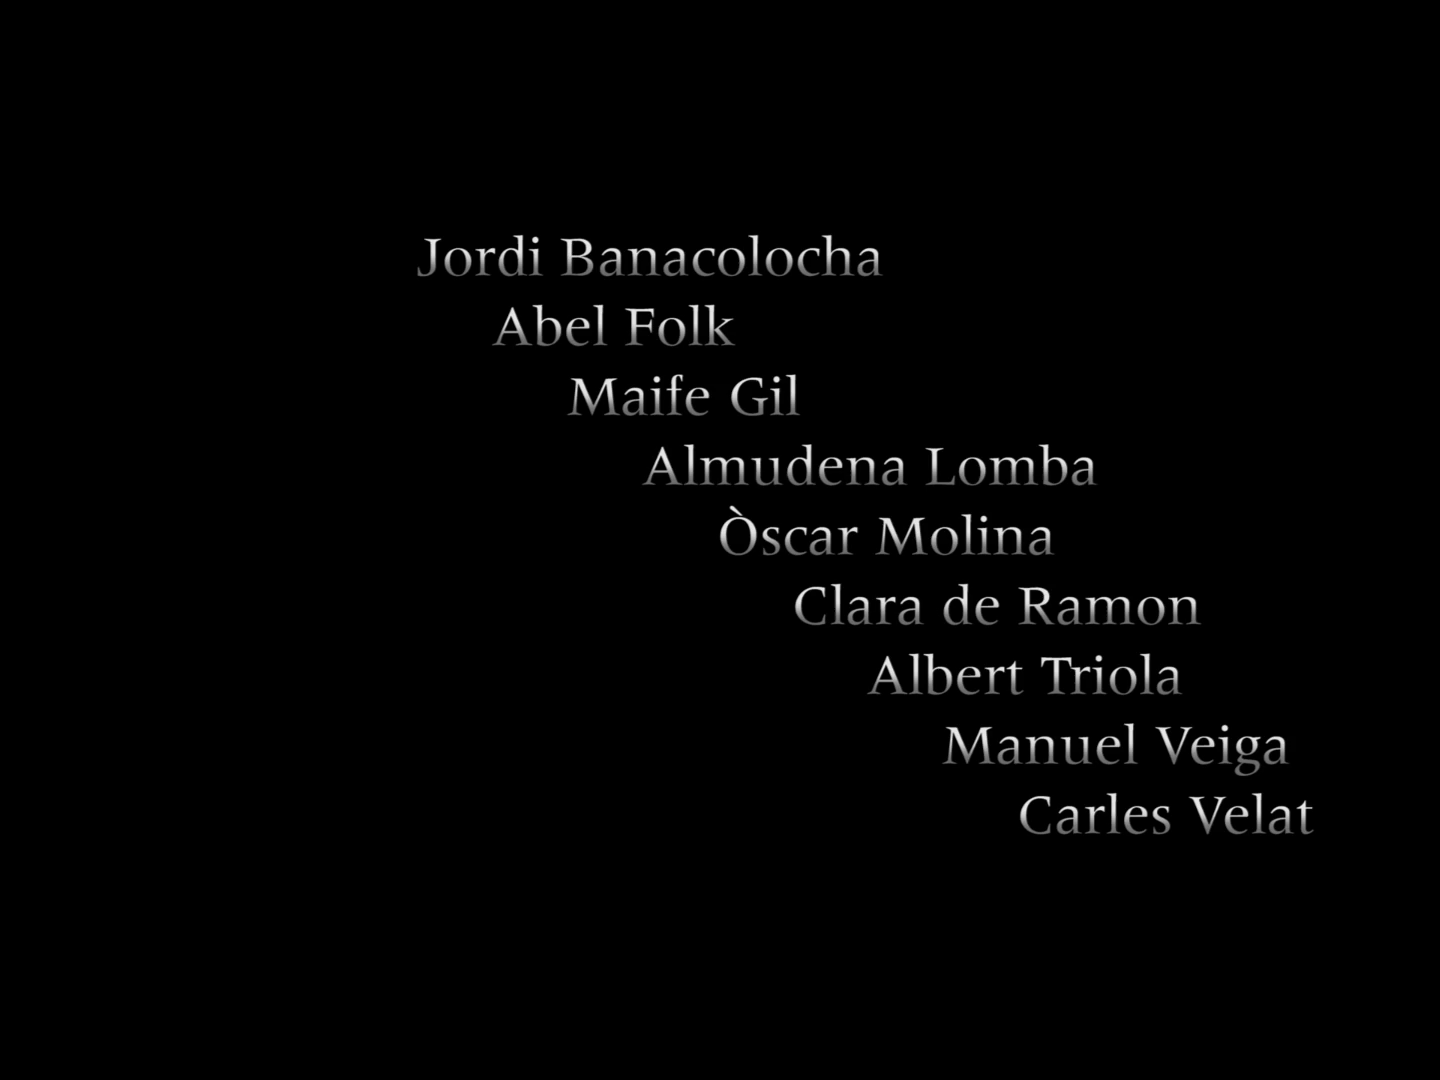 Jordi Banacolocha
Abel Folk
Maife Gil
Almudena Lomba
Òscar Molina
Clara de Ramon
Albert Triola
Manuel Veiga
Carles Velat